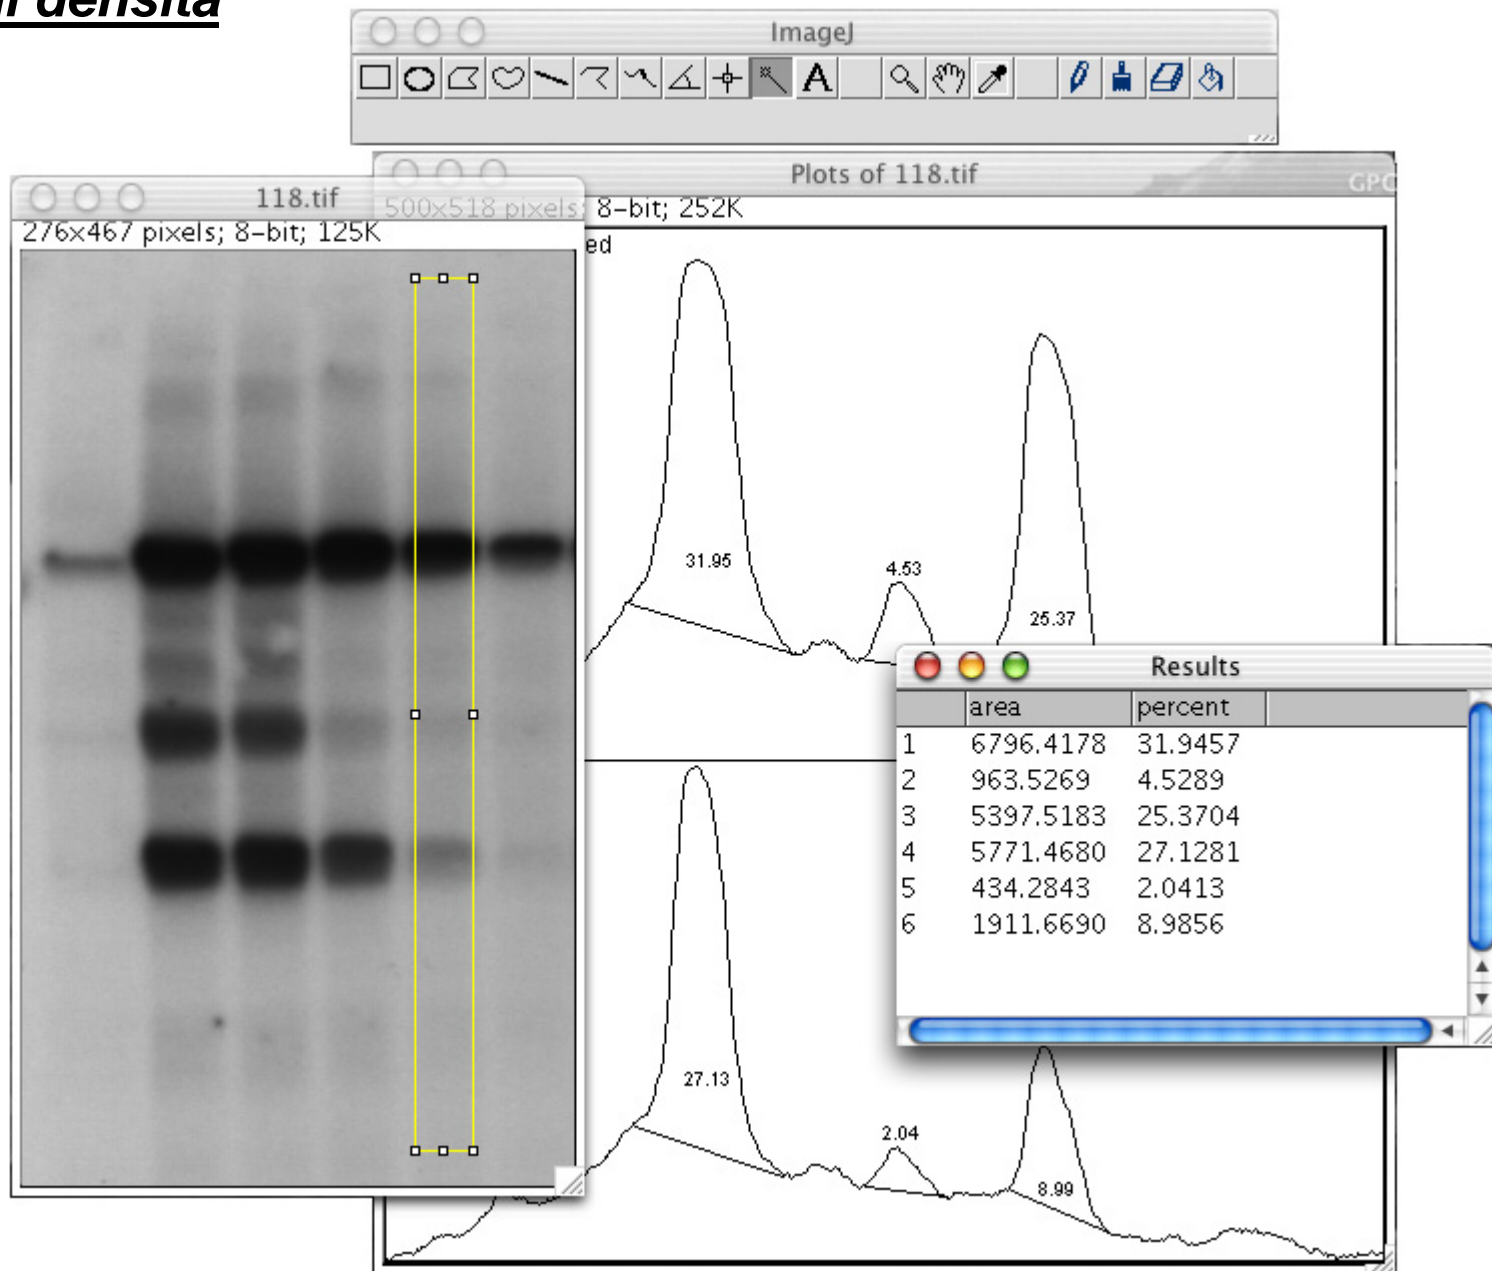 densità
ImageJ
A
Plots of 118.tif
GPC
118.tif
500x518 pixels; 8-bit; 252K
276x467 pixels; 8-bit; 125K
ed
31.95
4.53
25.37
Results
area percent
1 6796.4178 31.9457
2 963.5269 4.5289
3 5397.5183 25.3704
4 5771.4680 27.1281
5 434.2843 2.0413
6 1911.6690 8.9856
27.13
2.04
8.99